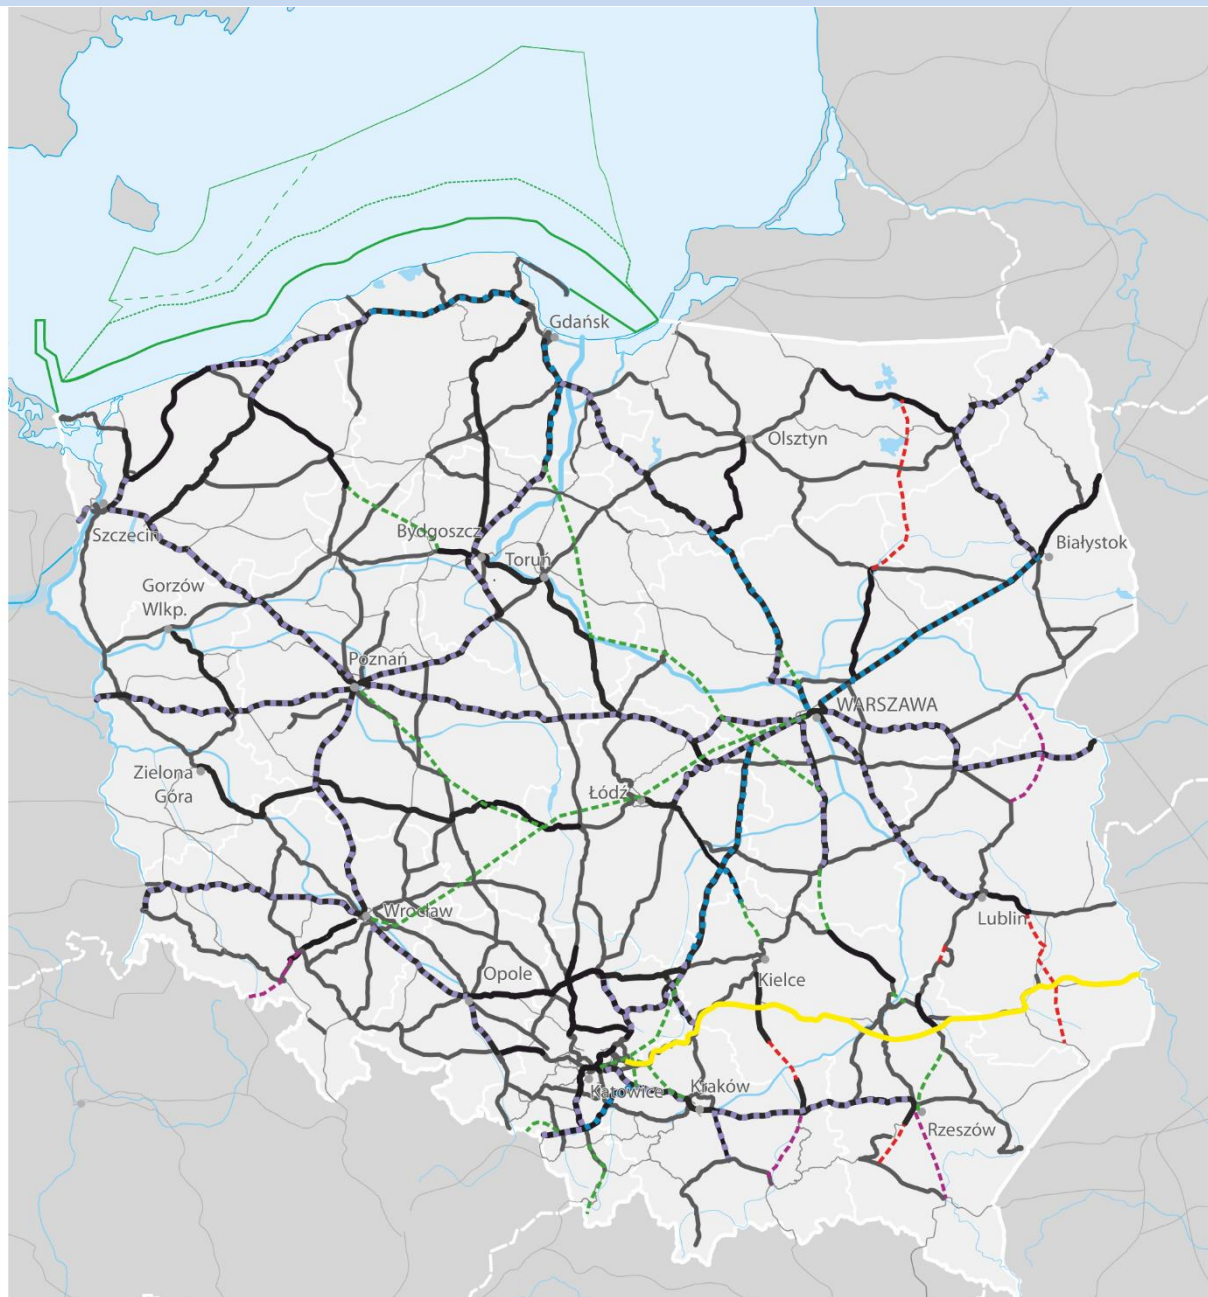 Gdańsk
Olsztyn
Szczecin
Bydgoszcz
Toruń
Białystok
Gorzów
Wlkp.
Poznań
WARSZAWA
Zielona
Góra
Łódź
Wrocław
Lublin
Opole
Kielce
Katowice
Kraków
Rzeszów